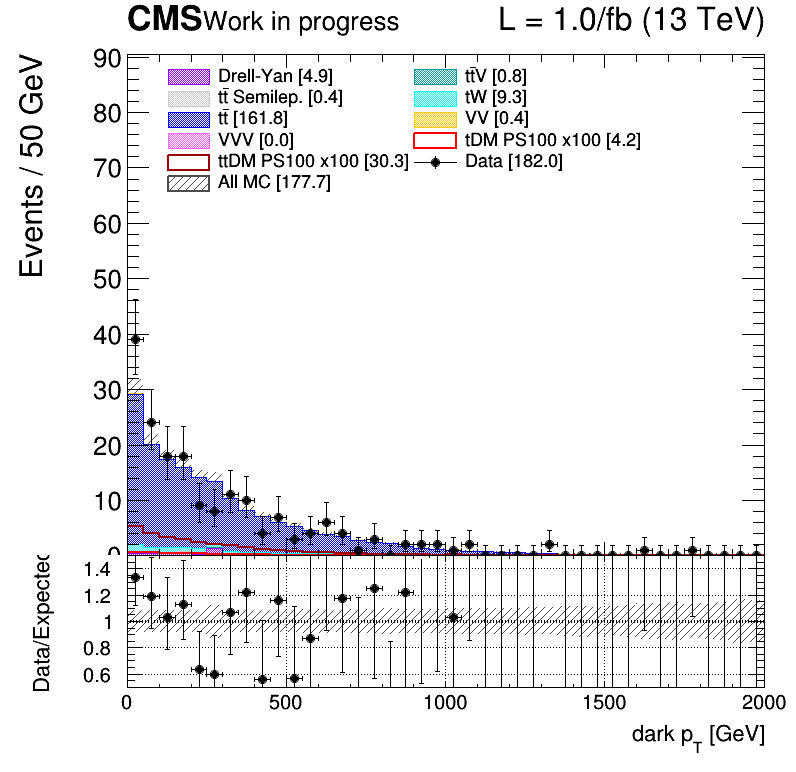 CMS Work in progress L = 1.0/fb (13 TeV)
Events / 50 GeV
90
80
70
60
50
40
30
20
10
0
Drell-Yan [4.9] tt̄V [0.8]
tt̄ Semilep. [0.4] tW [9.3]
tt̄ [161.8] VV [0.4]
VVV [0.0] tDM PS100 x100 [4.2]
ttDM PS100 x100 [30.3] Data [182.0]
All MC [177.7]
Data/Expected
1.4
1.2
1
0.8
0.6
0 500 1000 1500 2000
dark p_T [GeV]